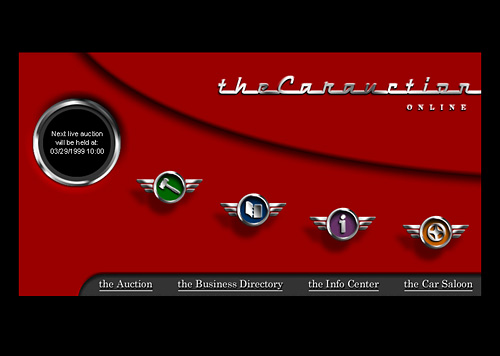 theCarauction
ONLINE
Next live auction
will be held at:
03/29/1999 10:00
i
the Auction
the Business Directory
the Info Center
the Car Saloon